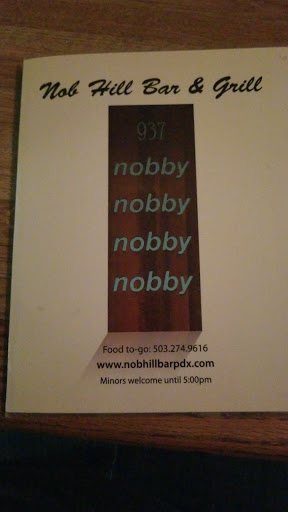 Nob Hill Bar & Grill
937
nobby
nobby
nobby
nobby
Food to-go: 503.274.9616
www.nobhillbarpdx.com
Minors welcome until 5:00pm